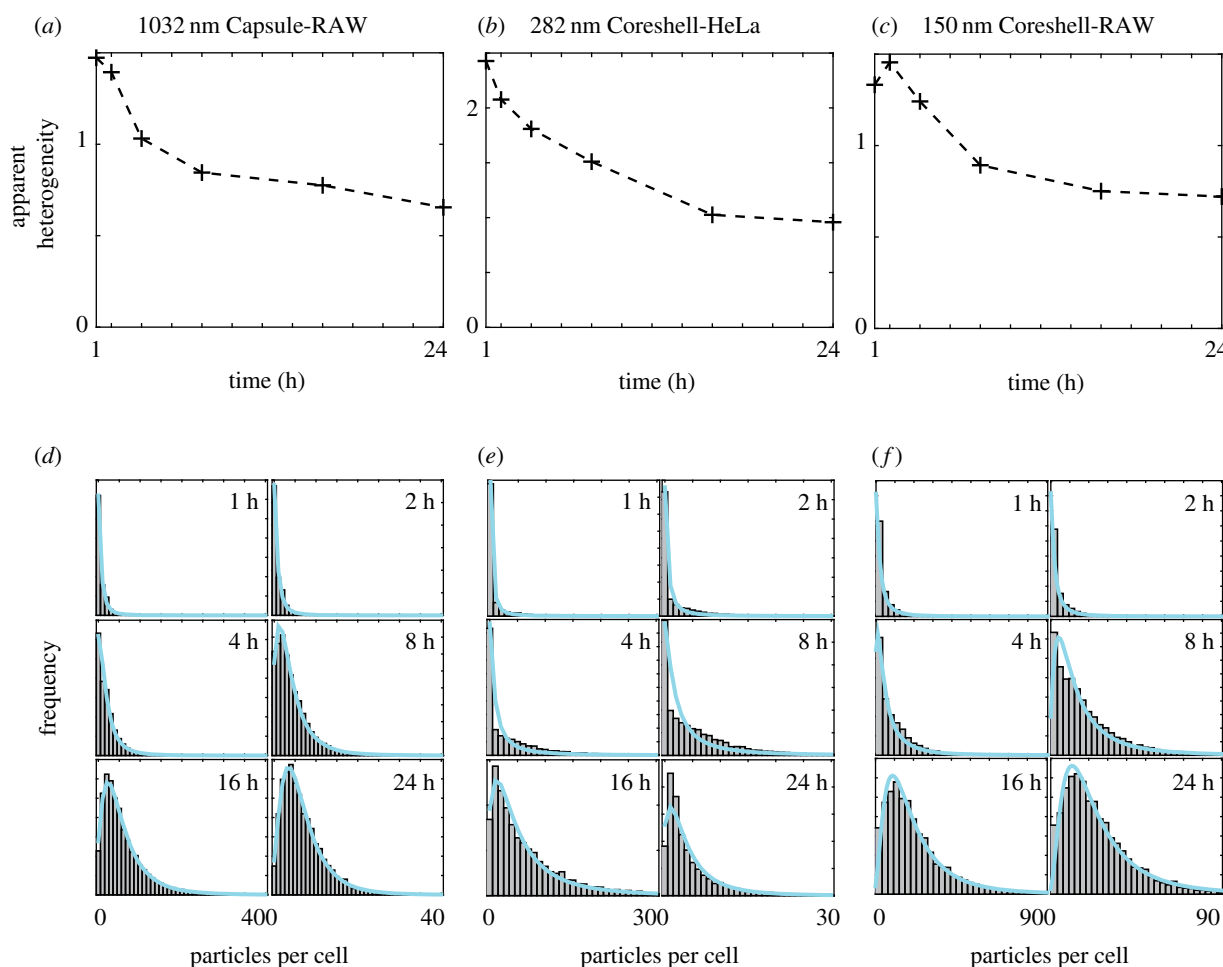 (a) 1032 nm Capsule-RAW
(b) 282 nm Coreshell-HeLa
(c) 150 nm Coreshell-RAW
apparent
heterogeneity
1
0
1 24
time (h)
2
0
1 24
time (h)
1
0
1 24
time (h)
(d)
(e)
(f)
frequency
1 h 2 h
4 h 8 h
16 h 24 h
0 400 40
particles per cell
1 h 2 h
4 h 8 h
16 h 24 h
0 300 30
particles per cell
1 h 2 h
4 h 8 h
16 h 24 h
0 900 90
particles per cell